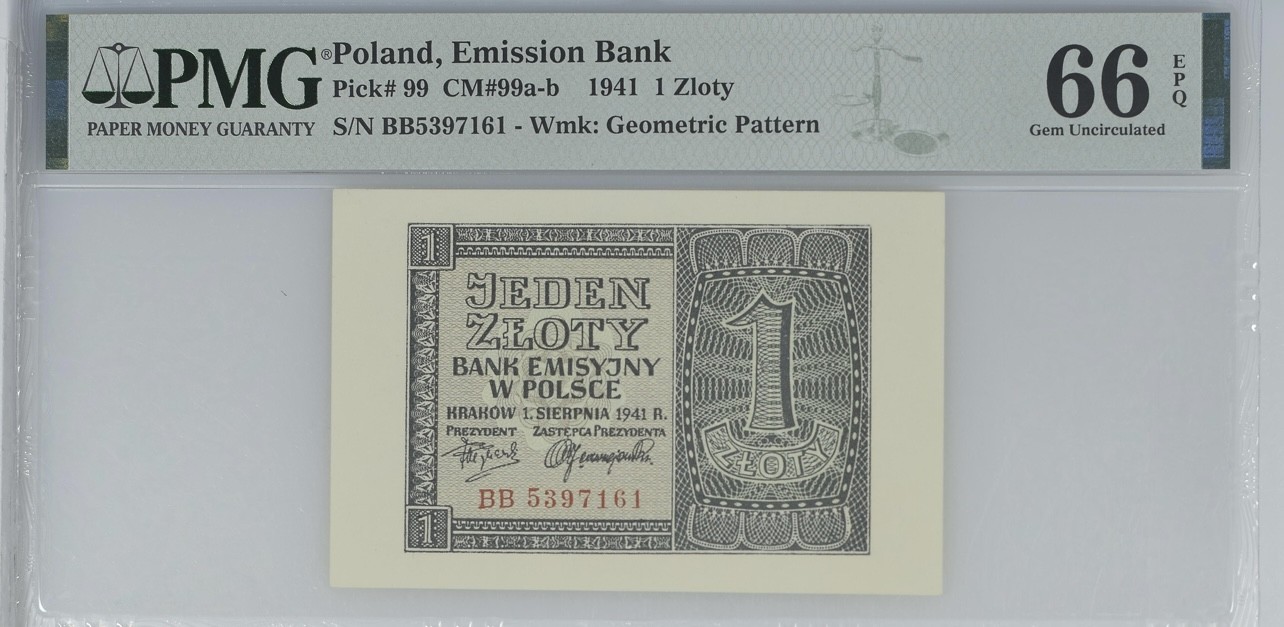 PMG® Poland, Emission Bank
Pick# 99 CM#99a-b 1941 1 Zloty
PAPER MONEY GUARANTY
S/N BB5397161 - Wmk: Geometric Pattern
66 EPQ
Gem Uncirculated
1
JEDEN
ZŁOTY
BANK EMISYJNY
W POLSCE
KRAKÓW 1. SIERPNIA 1941 R.
PREZYDENT ZASTĘPCA PREZYDENTA
BB 5397161
1
1
ZŁOTY